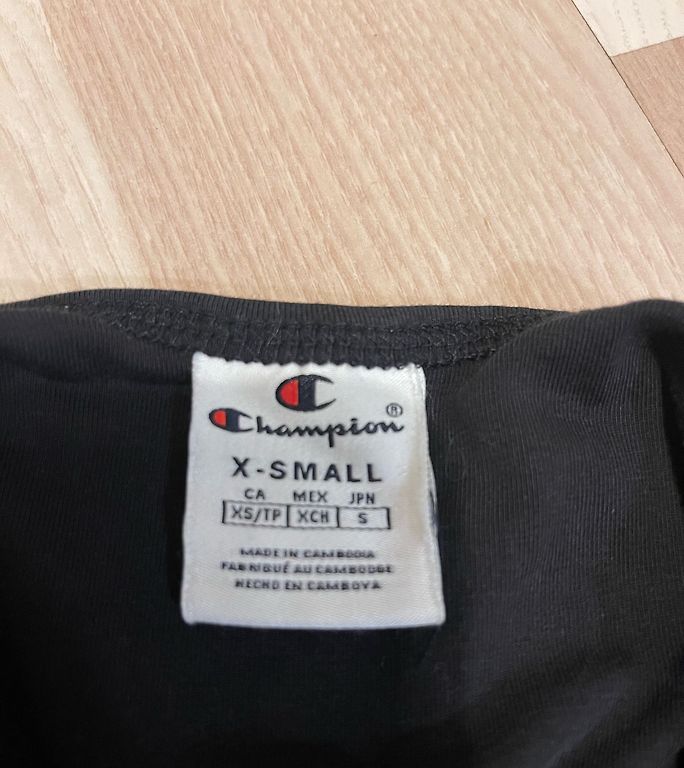 Champion®
X-SMALL
CA MEX JPN
XS/TP XCH S
MADE IN CAMBODIA
FABRIQUÉ AU CAMBODGE
HECHO EN CAMBOYA